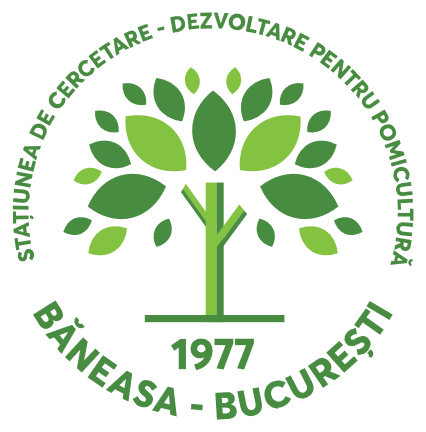 STAȚIUNEA DE CERCETARE - DEZVOLTARE PENTRU POMICULTURĂ
1977
BĂNEASA - BUCUREȘTI